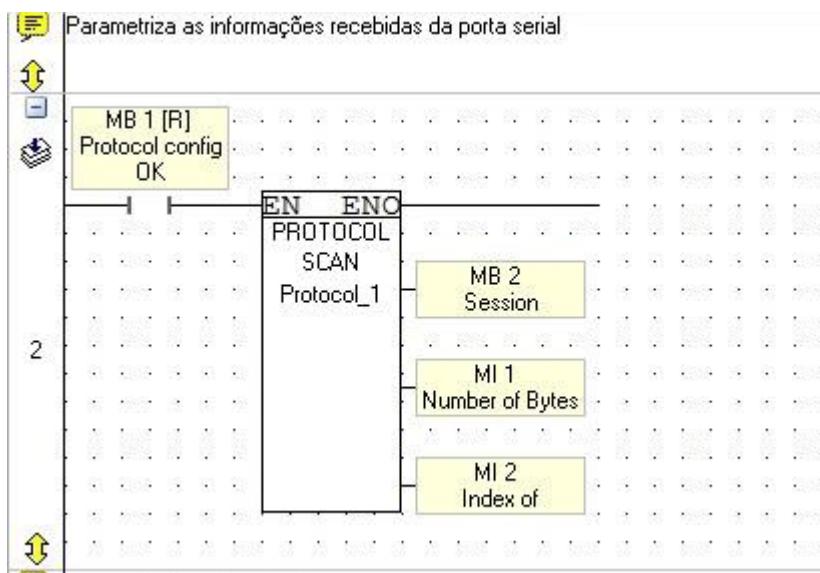 Parametriza as informações recebidas da porta serial
MB 1 [R]
Protocol config
OK
EN ENO
PROTOCOL
SCAN
Protocol_1
MB 2
Session
2
MI 1
Number of Bytes
MI 2
Index of